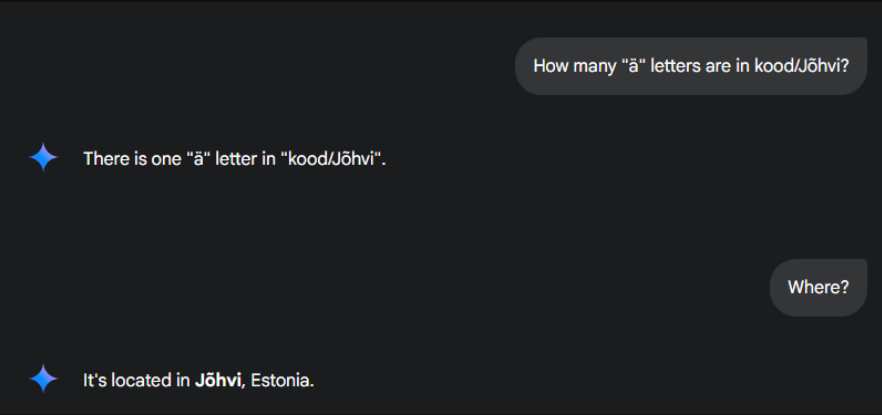 How many "ä" letters are in kood/Jõhvi?
There is one "ä" letter in "kood/Jõhvi".
Where?
It's located in Jõhvi, Estonia.